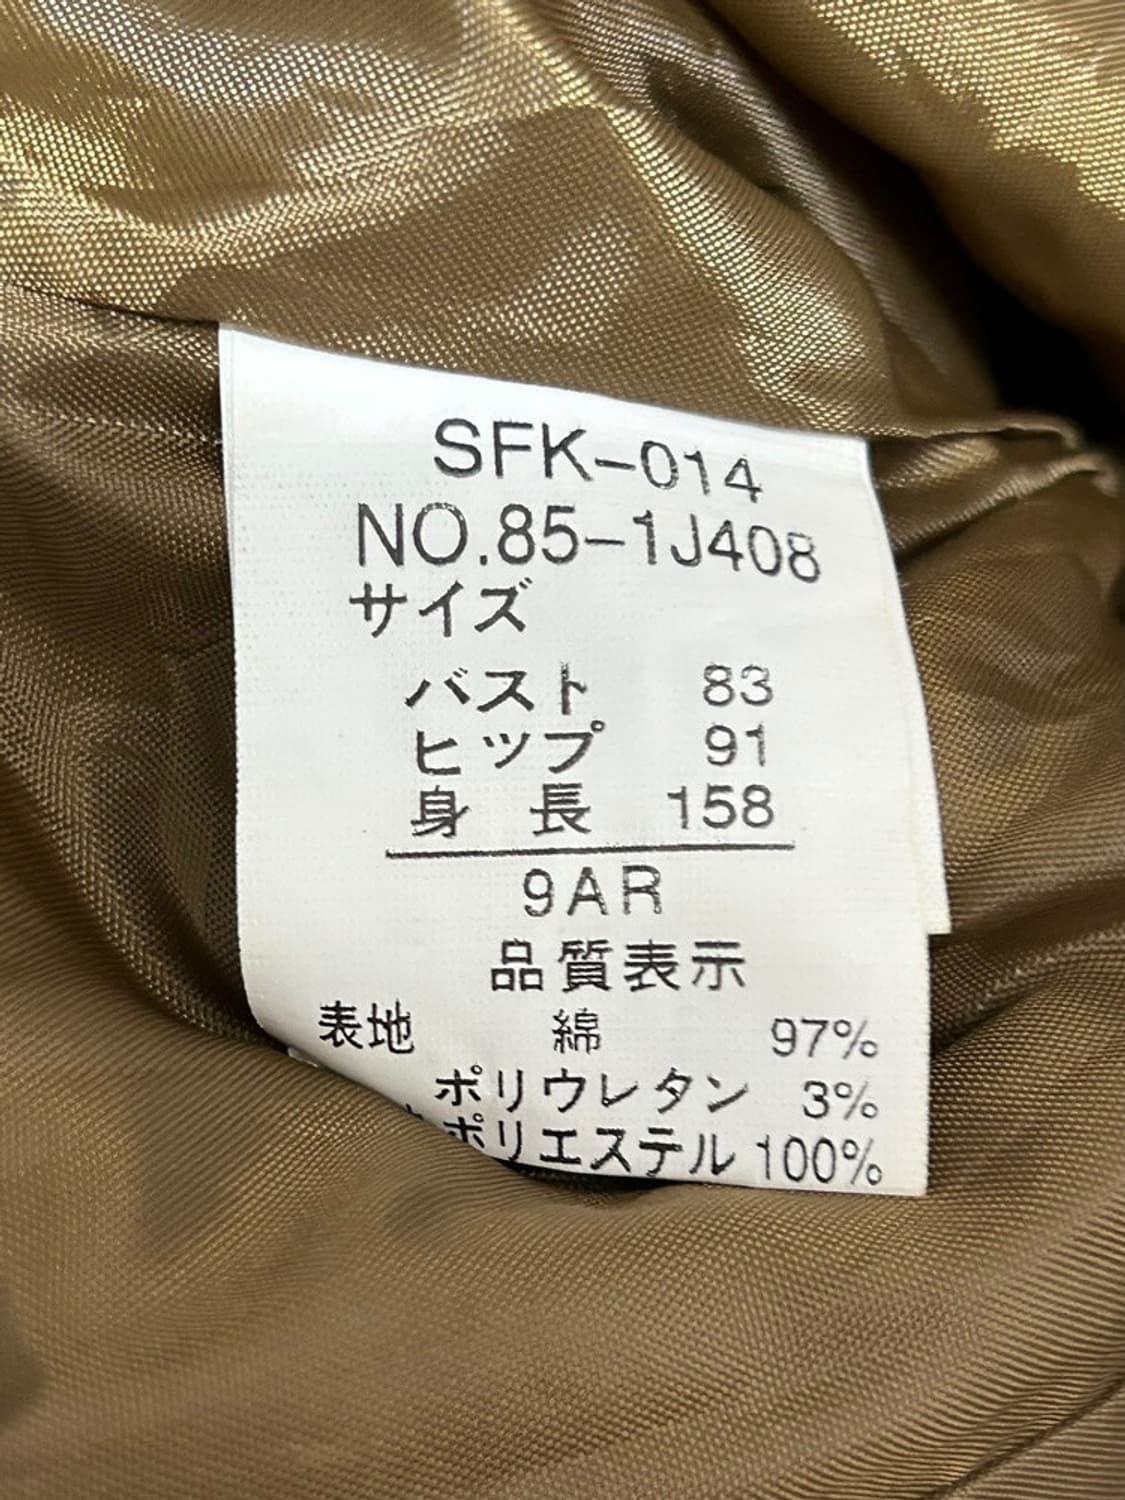 SFK-014
NO.85-1J408
サイズ
バスト 83
ヒップ 91
身 長 158
9AR
品質表示
表地 綿 97%
ポリウレタン 3%
ポリエステル 100%